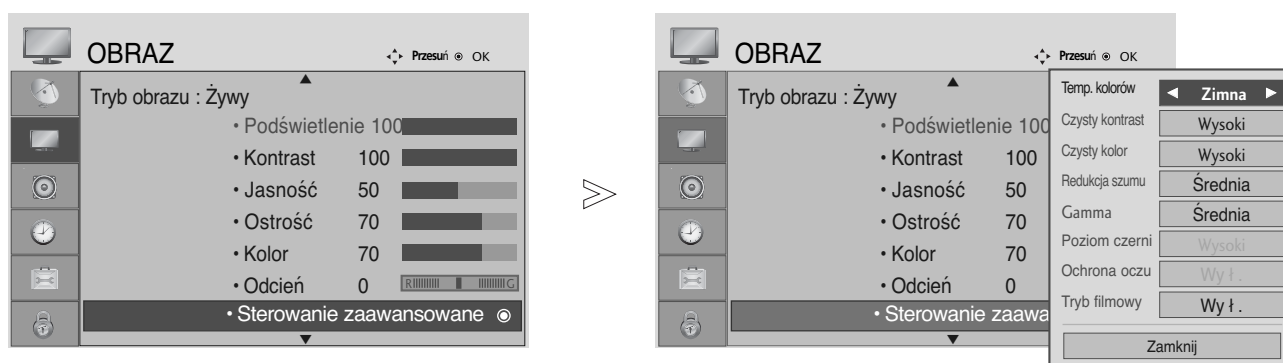 OBRAZ
Przesuń OK
Tryb obrazu : Żywy
• Podświetlenie 100
• Kontrast 100
• Jasność 50
• Ostrość 70
• Kolor 70
• Odcień 0 R G
• Sterowanie zaawansowane
OBRAZ
Przesuń OK
Tryb obrazu : Żywy
• Podświetlenie 100
• Kontrast 100
• Jasność 50
• Ostrość 70
• Kolor 70
• Odcień 0
• Sterowanie zaawa
Temp. kolorów Zimna
Czysty kontrast Wysoki
Czysty kolor Wysoki
Redukcja szumu Średnia
Gamma Średnia
Poziom czerni Wysoki
Ochrona oczu Wył.
Tryb filmowy Wył.
Zamknij